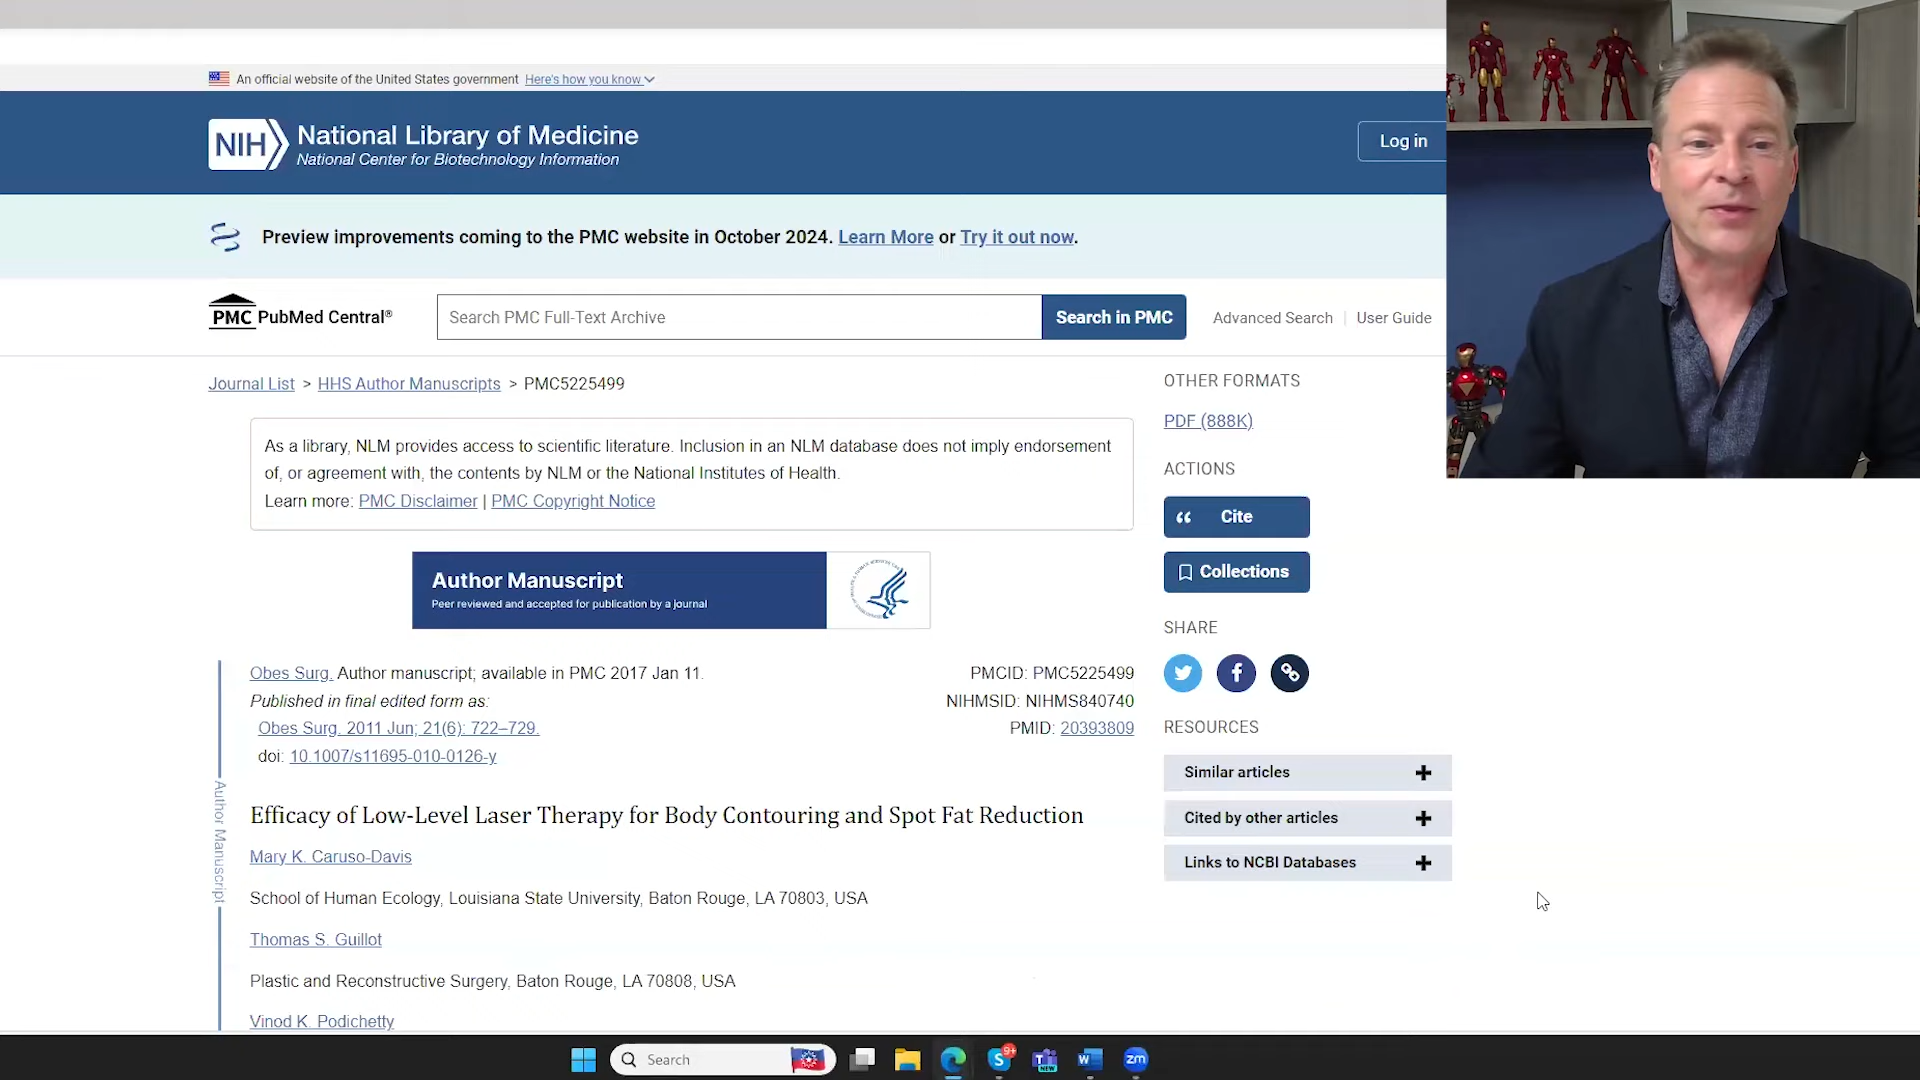 An official website of the United States government Here's how you know
NIH National Library of Medicine
National Center for Biotechnology Information
Log in
Preview improvements coming to the PMC website in October 2024. Learn More or Try it out now.
PMC PubMed Central®
Search PMC Full-Text Archive
Search in PMC
Advanced Search
User Guide
Journal List > HHS Author Manuscripts > PMC5225499
As a library, NLM provides access to scientific literature. Inclusion in an NLM database does not imply endorsement
of, or agreement with, the contents by NLM or the National Institutes of Health.
Learn more: PMC Disclaimer | PMC Copyright Notice
Author Manuscript
Peer reviewed and accepted for publication by a journal
Author Manuscript
Obes Surg. Author manuscript; available in PMC 2017 Jan 11.
Published in final edited form as:
Obes Surg. 2011 Jun; 21(6): 722–729.
doi: 10.1007/s11695-010-0126-y
PMCID: PMC5225499
NIHMSID: NIHMS840740
PMID: 20393809
Efficacy of Low-Level Laser Therapy for Body Contouring and Spot Fat Reduction
Mary K. Caruso-Davis
School of Human Ecology, Louisiana State University, Baton Rouge, LA 70803, USA
Thomas S. Guillot
Plastic and Reconstructive Surgery, Baton Rouge, LA 70808, USA
Vinod K. Podichetty
OTHER FORMATS
PDF (888K)
ACTIONS
Cite
Collections
SHARE
RESOURCES
Similar articles
Cited by other articles
Links to NCBI Databases
Search
S 9+
T NEW
W
zm